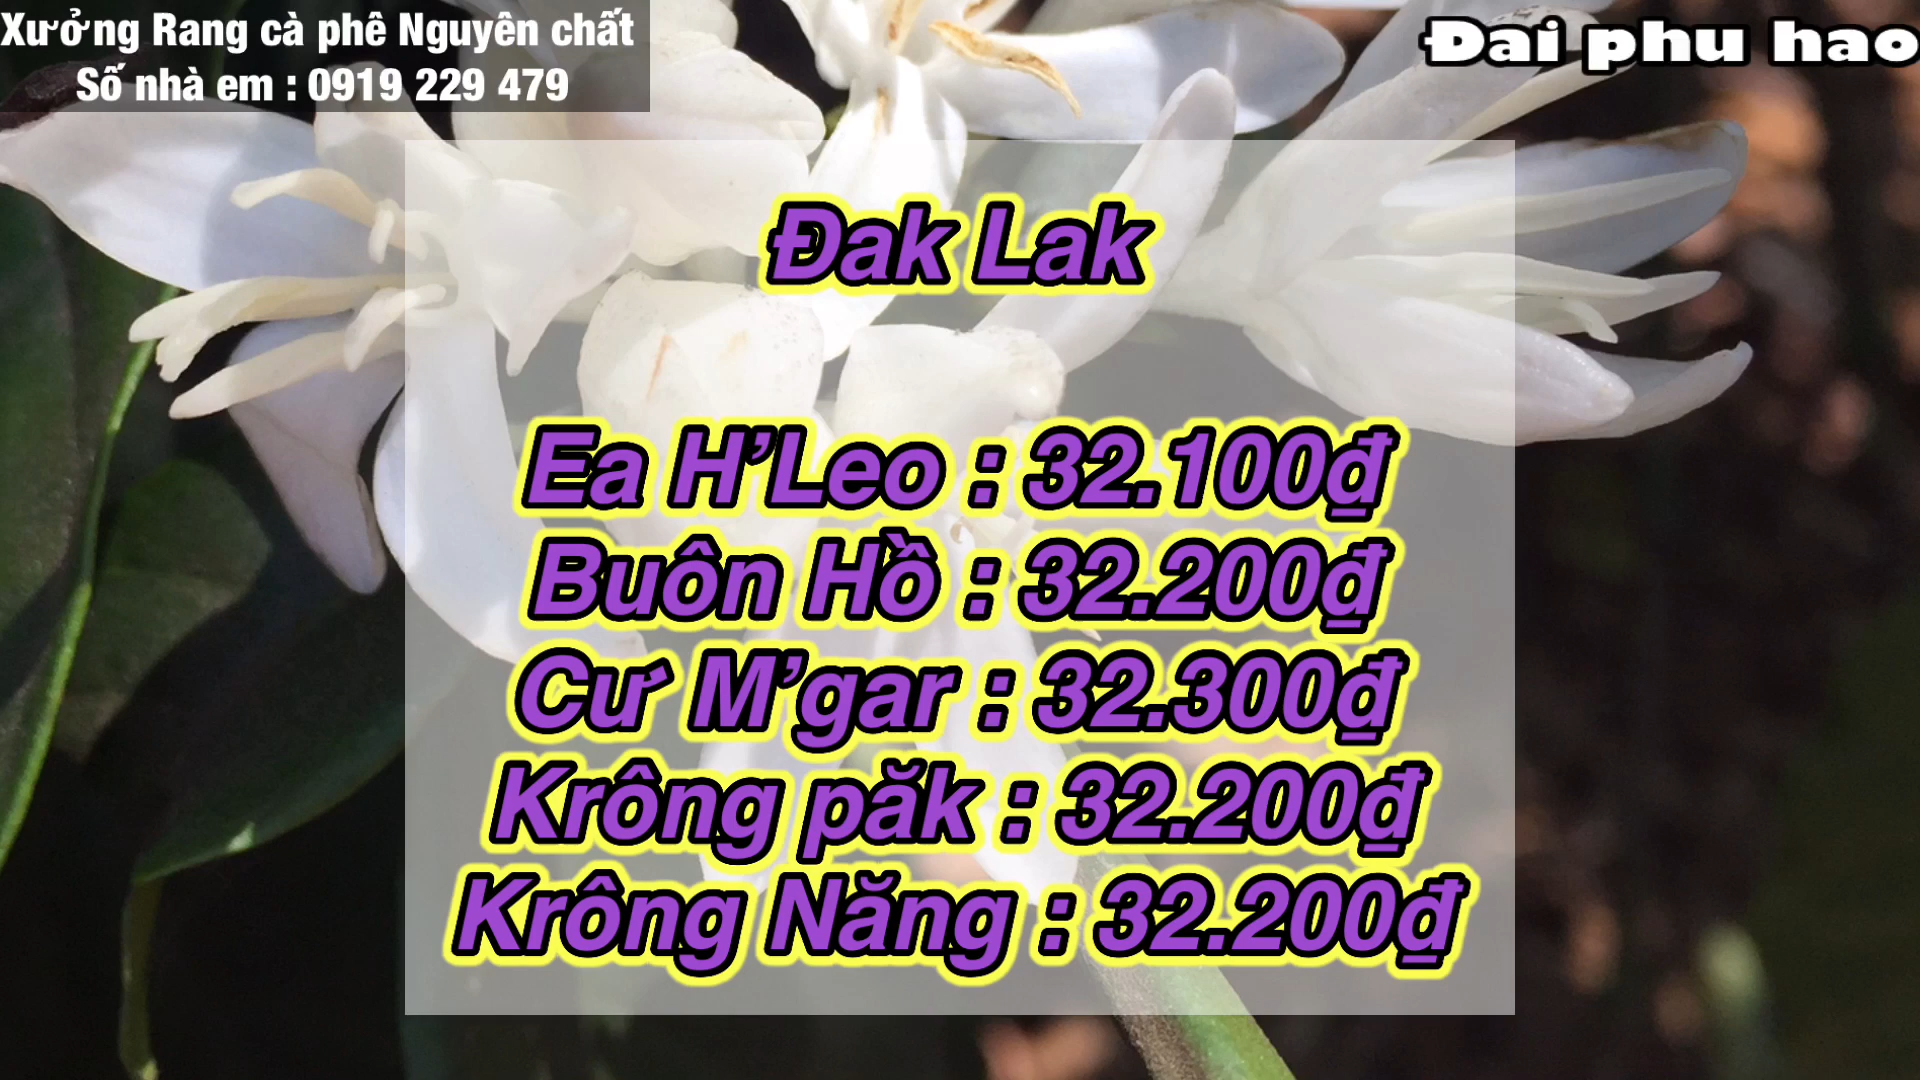 Xưởng Rang cà phê Nguyên chất
Số nhà em : 0919 229 479
Đai phu hao
Đak Lak
Ea H’Leo : 32.100₫
Buôn Hồ : 32.200₫
Cư M’gar : 32.300₫
Krông păk : 32.200₫
Krông Năng : 32.200₫